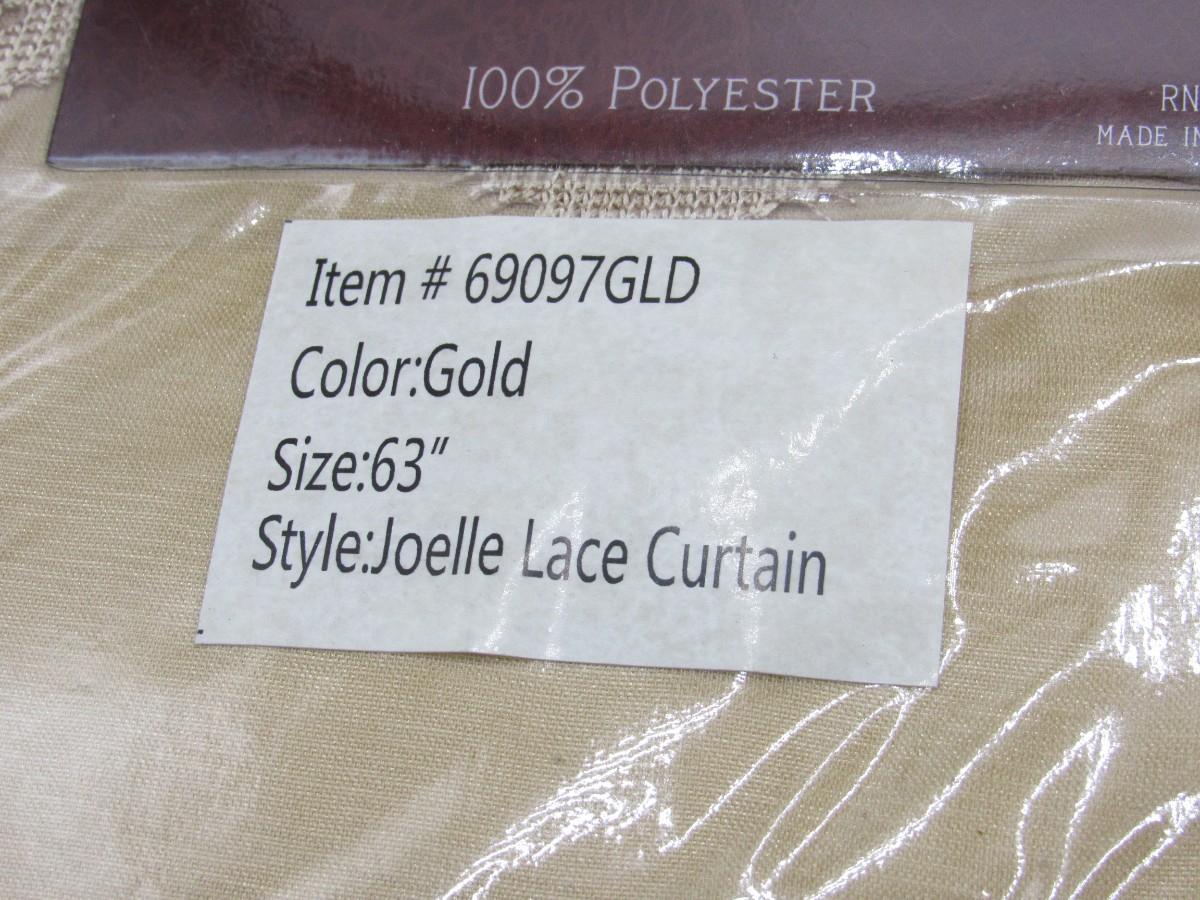 100% POLYESTER
RN
MADE IN
Item # 69097GLD
Color:Gold
Size:63"
Style:Joelle Lace Curtain